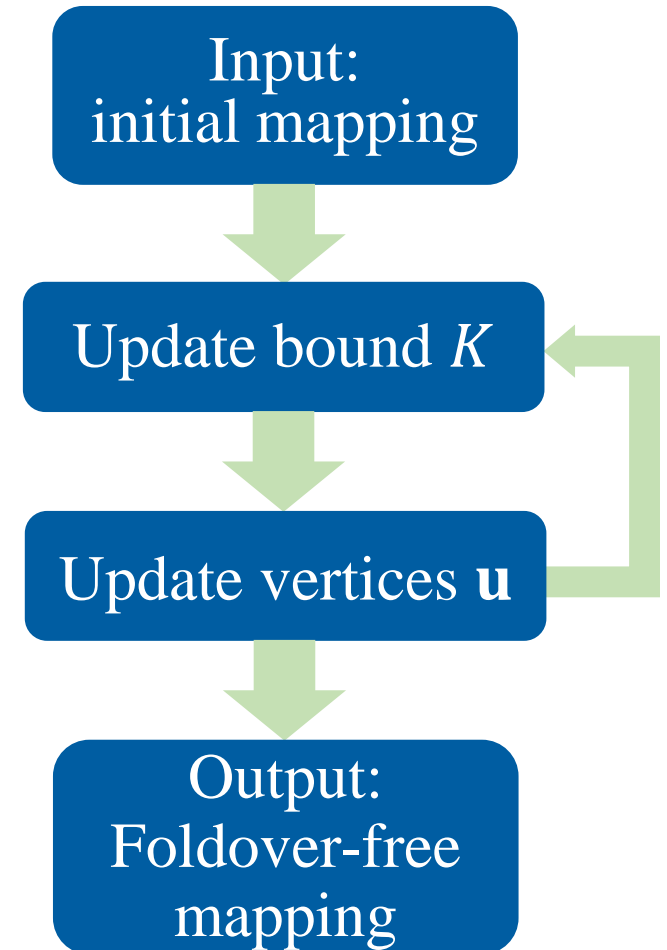 Input:
initial mapping
Update bound K
Update vertices u
Output:
Foldover-free
mapping